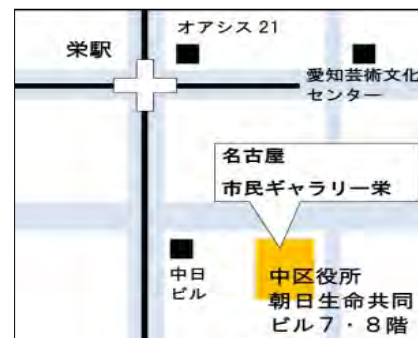 オアシス 21
栄駅
愛知芸術文化
センター
名古屋
市民ギャラリー栄
中日
ビル
中区役所
朝日生命共同
ビル７・８階